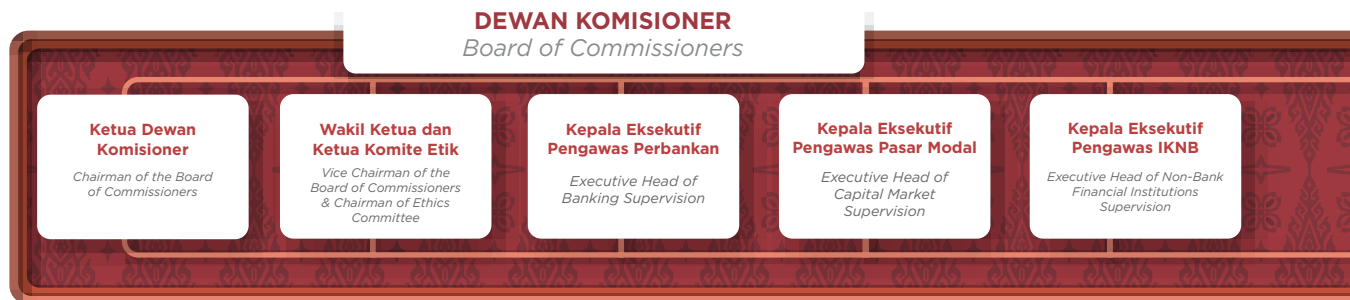 DEWAN KOMISIONER
Board of Commissioners
Ketua Dewan
Komisioner
Chairman of the Board
of Commissioners
Wakil Ketua dan
Ketua Komite Etik
Vice Chairman of the
Board of Commissioners
& Chairman of Ethics
Committee
Kepala Eksekutif
Pengawas Perbankan
Executive Head of
Banking Supervision
Kepala Eksekutif
Pengawas Pasar Modal
Executive Head of
Capital Market
Supervision
Kepala Eksekutif
Pengawas IKNB
Executive Head of Non-Bank
Financial Institutions
Supervision